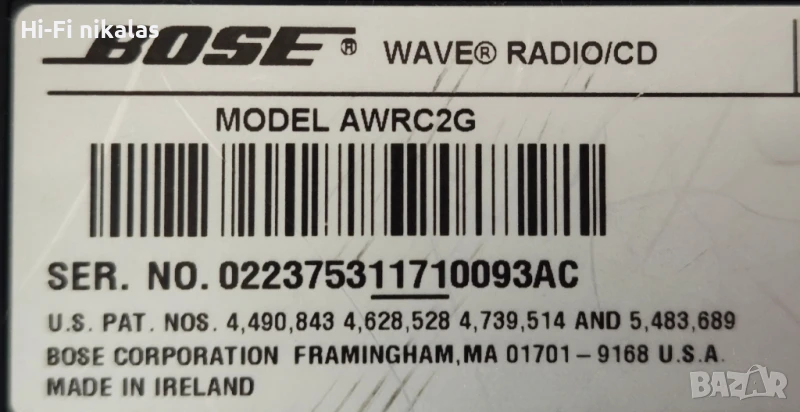 Hi-Fi nikalas
BOSE® WAVE® RADIO/CD
MODEL AWRC2G
SER. NO. 022375311710093AC
U.S. PAT. NOS. 4,490,843 4,628,528 4,739,514 AND 5,483,689
BOSE CORPORATION FRAMINGHAM,MA 01701-9168 U.S.A.
MADE IN IRELAND
BAZAR